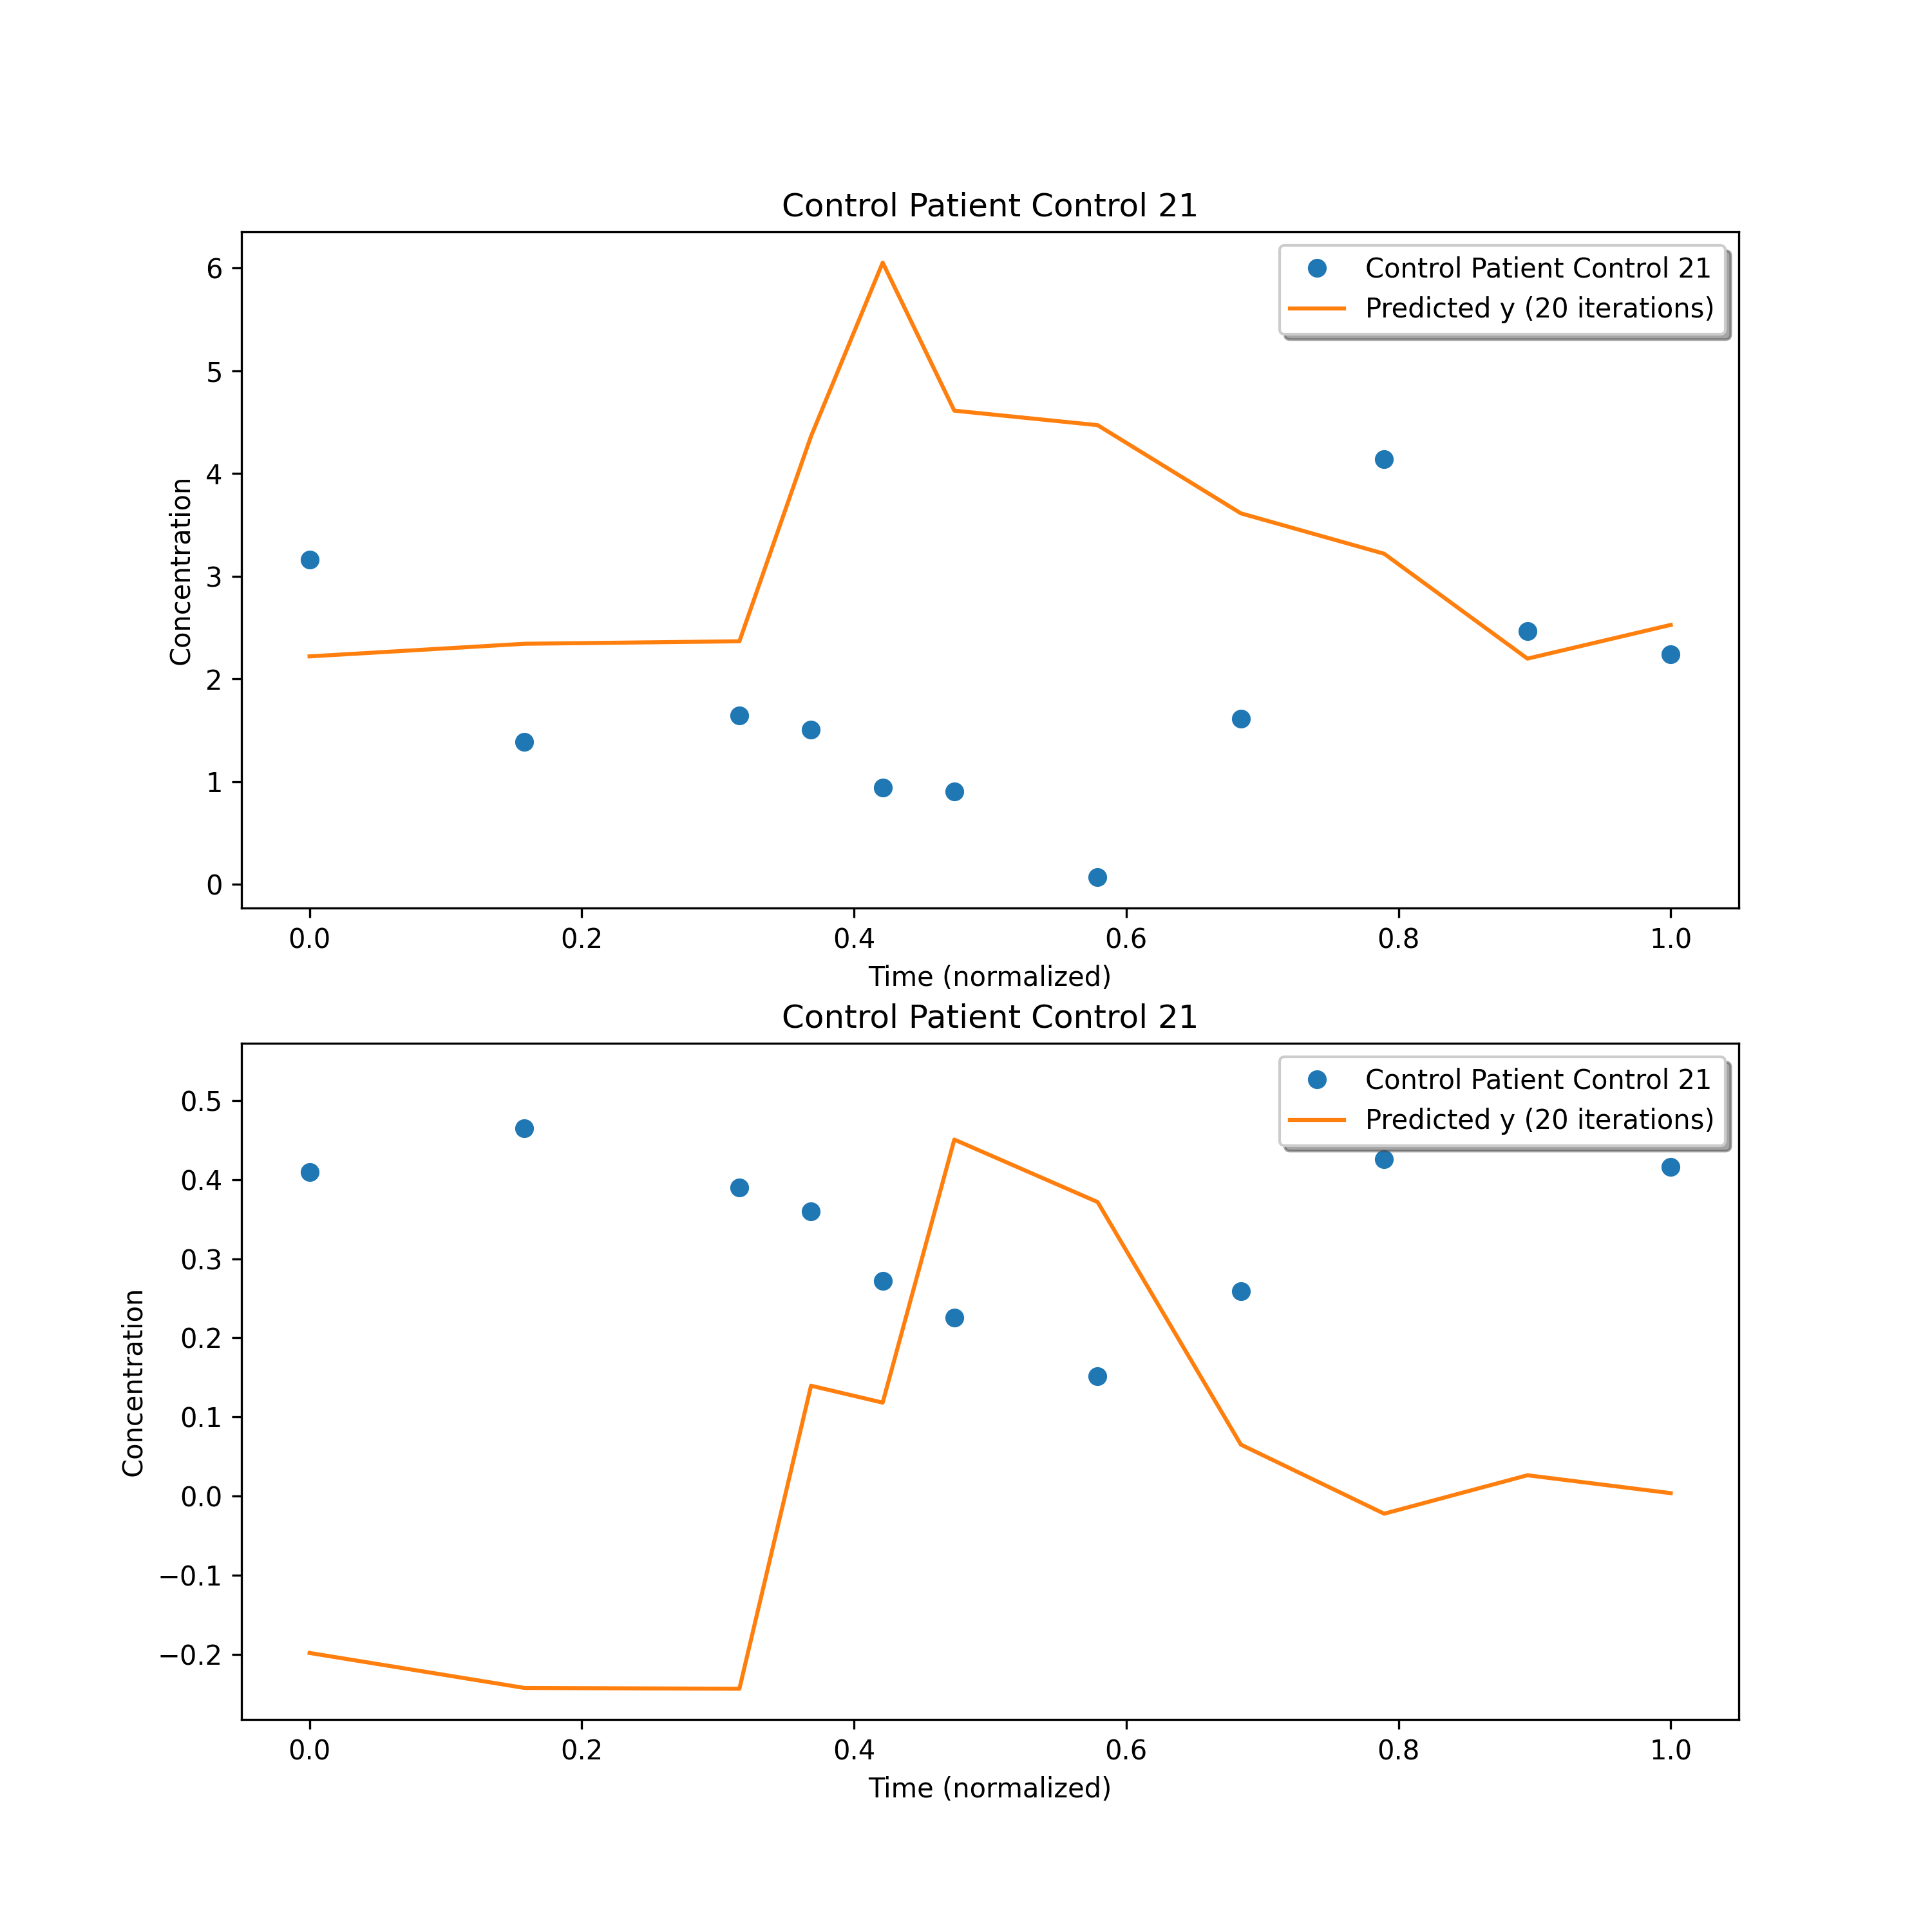 Control Patient Control 21
Control Patient Control 21
Predicted y (20 iterations)
6
5
4
3
2
1
0
Concentration
0.0 0.2 0.4 0.6 0.8 1.0
Time (normalized)
Control Patient Control 21
Control Patient Control 21
Predicted y (20 iterations)
0.5
0.4
0.3
0.2
0.1
0.0
−0.1
−0.2
Concentration
0.0 0.2 0.4 0.6 0.8 1.0
Time (normalized)